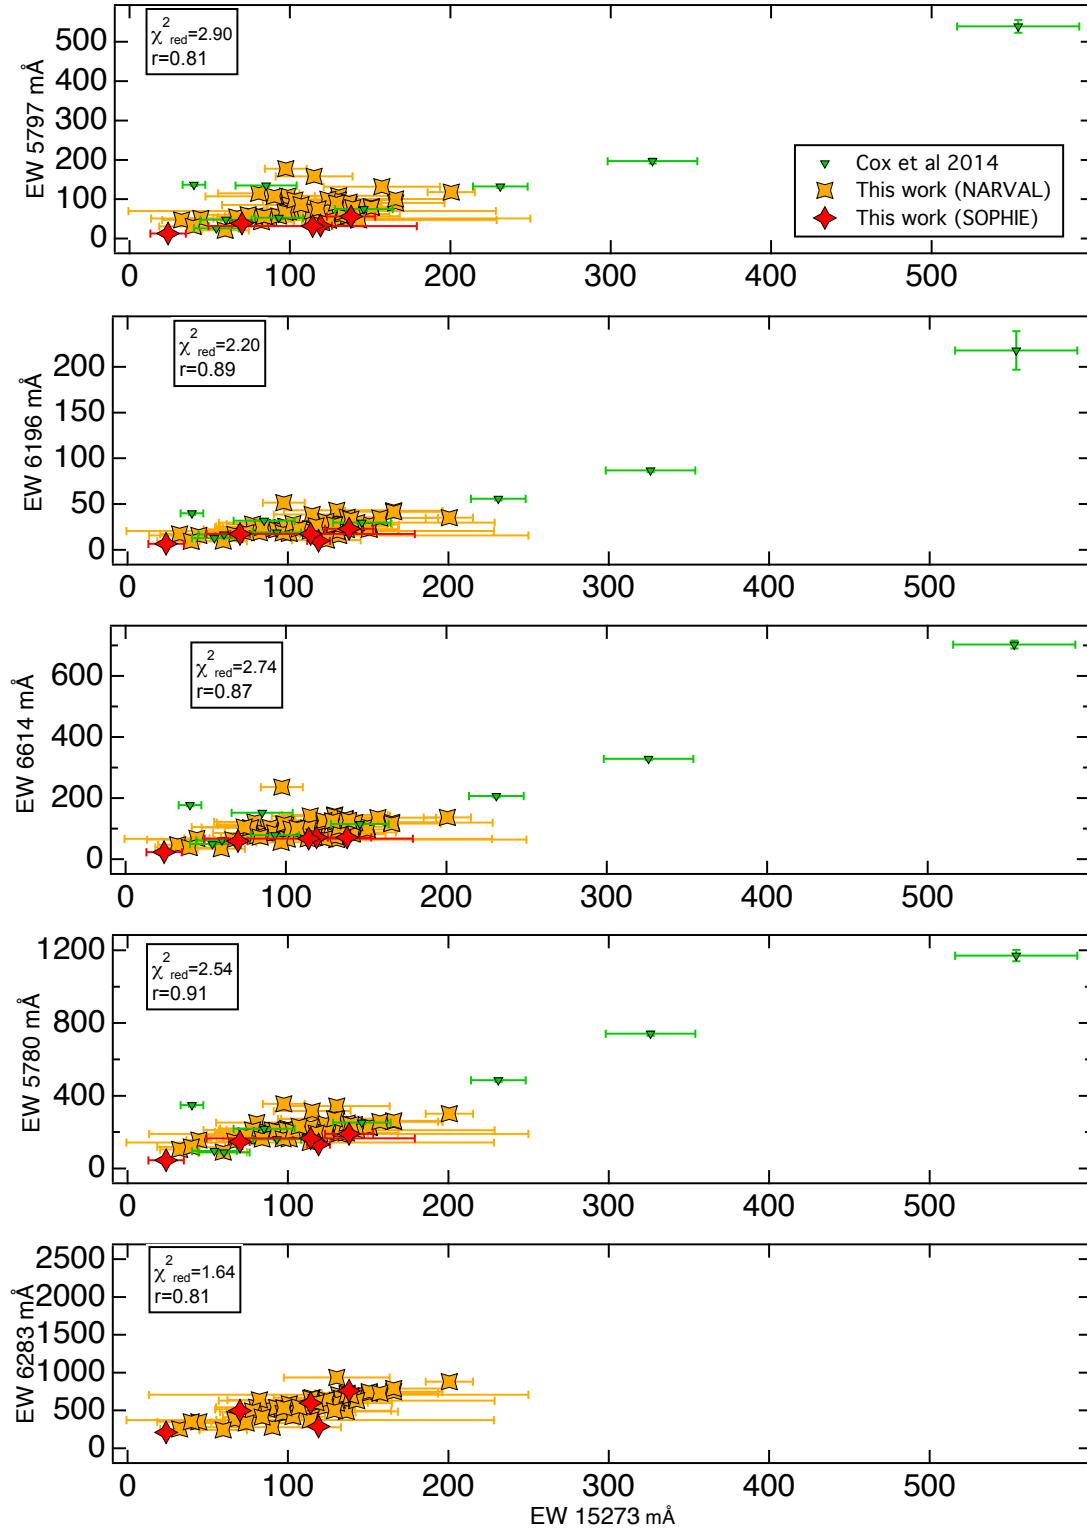 χ²red=2.90
r=0.81
EW 5797 mÅ
500
400
300
200
100
0
Cox et al 2014
This work (NARVAL)
This work (SOPHIE)
0 100 200 300 400 500
χ²red=2.20
r=0.89
EW 6196 mÅ
200
150
100
50
0
0 100 200 300 400 500
χ²red=2.74
r=0.87
EW 6614 mÅ
600
400
200
0
0 100 200 300 400 500
χ²red=2.54
r=0.91
EW 5780 mÅ
1200
800
400
0
0 100 200 300 400 500
χ²red=1.64
r=0.81
EW 6283 mÅ
2500
2000
1500
1000
500
0
0 100 200 300 400 500
EW 15273 mÅ